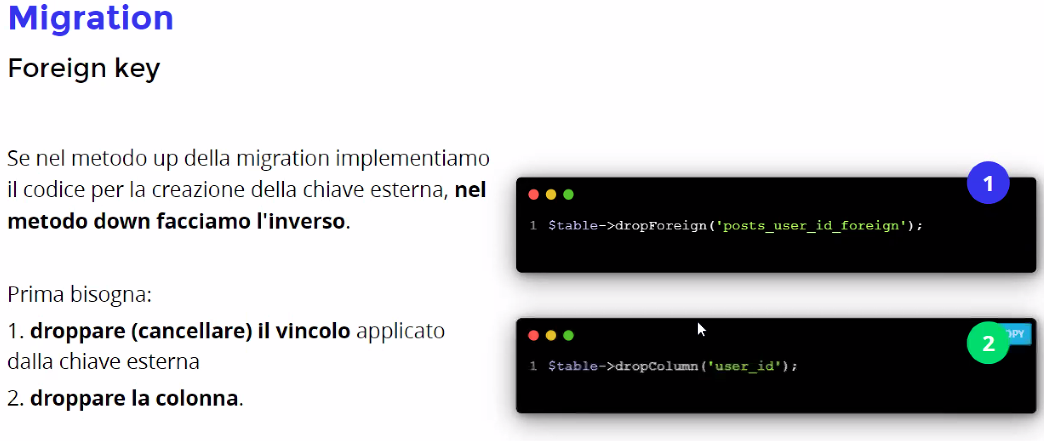 Migration
Foreign key
Se nel metodo up della migration implementiamo
il codice per la creazione della chiave esterna, nel
metodo down facciamo l'inverso.
Prima bisogna:
1. droppare (cancellare) il vincolo applicato
dalla chiave esterna
2. droppare la colonna.
1
1 $table->dropForeign('posts_user_id_foreign');
2
1 $table->dropColumn('user_id');